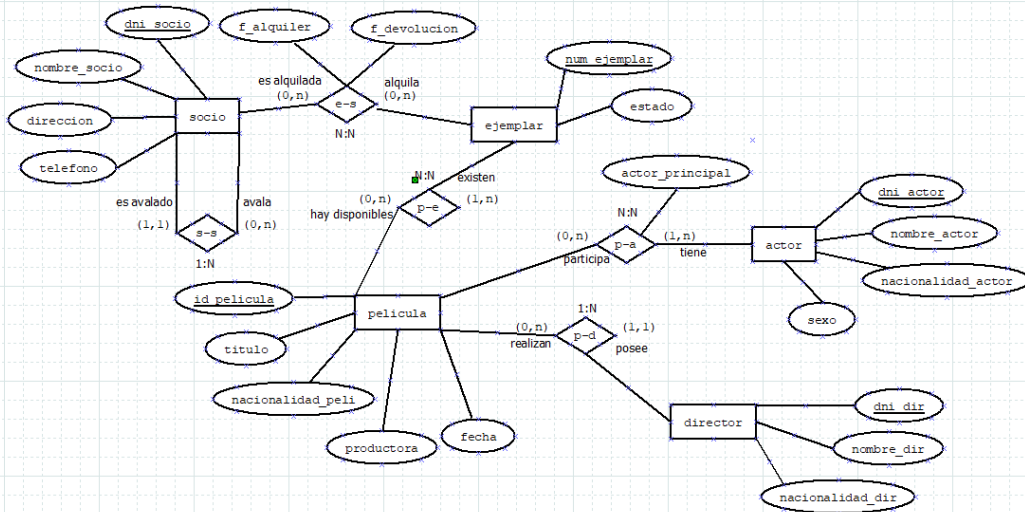 dni_socio
f_alquiler
f_devolucion
nombre_socio
es alquilada
alquila
num_ejemplar
(0,n)
(0,n)
socio
e-s
estado
direccion
ejemplar
N:N
telefono
N:N
existen
actor_principal
es avalado
avala
(0,n)
(1,n)
dni_actor
hay disponibles
p-e
N:N
(1,1)
(0,n)
s-s
(0,n)
(1,n)
nombre_actor
p-a
actor
participa
tiene
1:N
nacionalidad_actor
id_pelicula
pelicula
1:N
sexo
(0,n)
(1,1)
p-d
realizan
posee
titulo
nacionalidad_peli
dni_dir
director
fecha
productora
nombre_dir
nacionalidad_dir